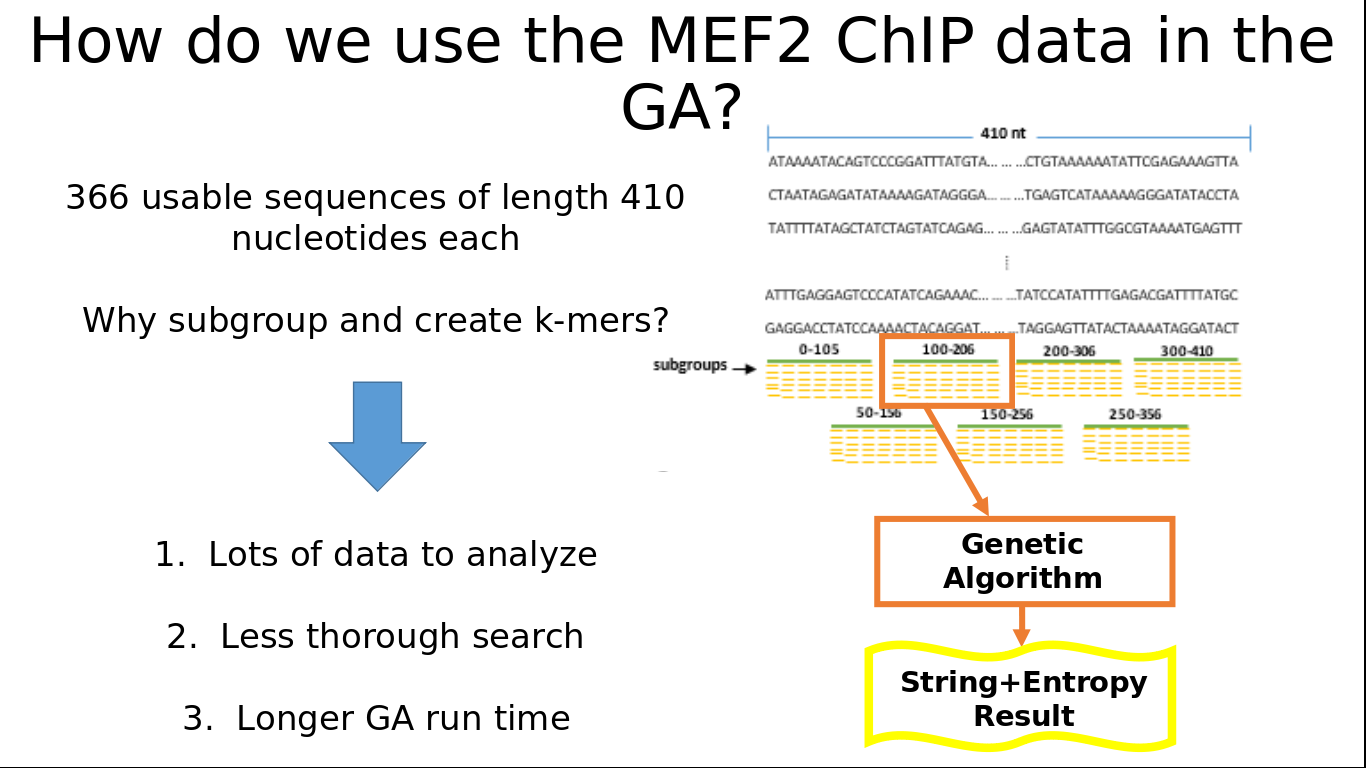 How do we use the MEF2 ChIP data in the
GA?
366 usable sequences of length 410
nucleotides each
Why subgroup and create k-mers?
1. Lots of data to analyze
2. Less thorough search
3. Longer GA run time
410 nt
ATAAAATACAGTCCCGGATTTATGTA... ... ...CTGTAAAAAATATTCGAGAAAGTTA
CTAATAGAGATATAAAAGATAGGGA... ... ...TGAGTCATAAAAAGGGATATACCTA
TATTTTATAGCTATCTAGTATCAGAG... ... ...GAGTATATTTGGCGTAAAATGAGTTT
ATTTGAGGAGTCCCATATCAGAAAC... ... ...TATCCATATTTTGAGACGATTTTATGC
GAGGACCTATCCAAAACTACAGGAT... ... ...TAGGAGTTATACTAAAATAGGATACT
0-105 100-206 200-306 300-410
subgroups
50-156 150-256 250-356
Genetic
Algorithm
String+Entropy
Result